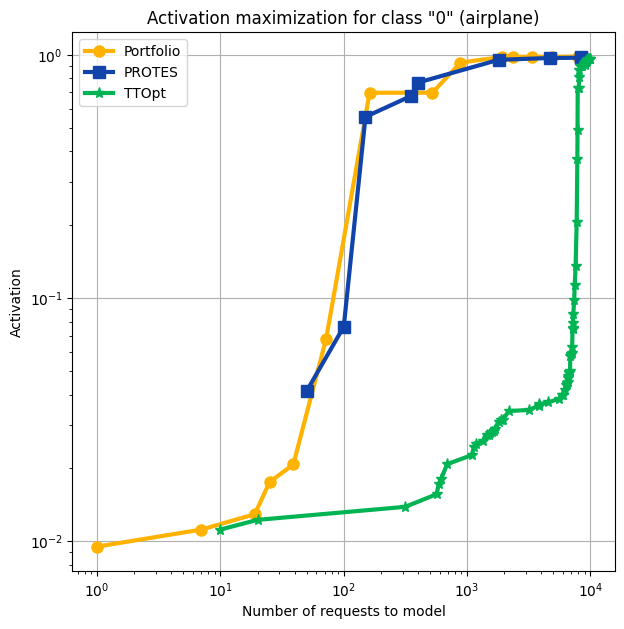 Activation maximization for class "0" (airplane)
Portfolio
PROTES
TTOpt
Activation
10⁰
10⁻¹
10⁻²
10⁰ 10¹ 10² 10³ 10⁴
Number of requests to model